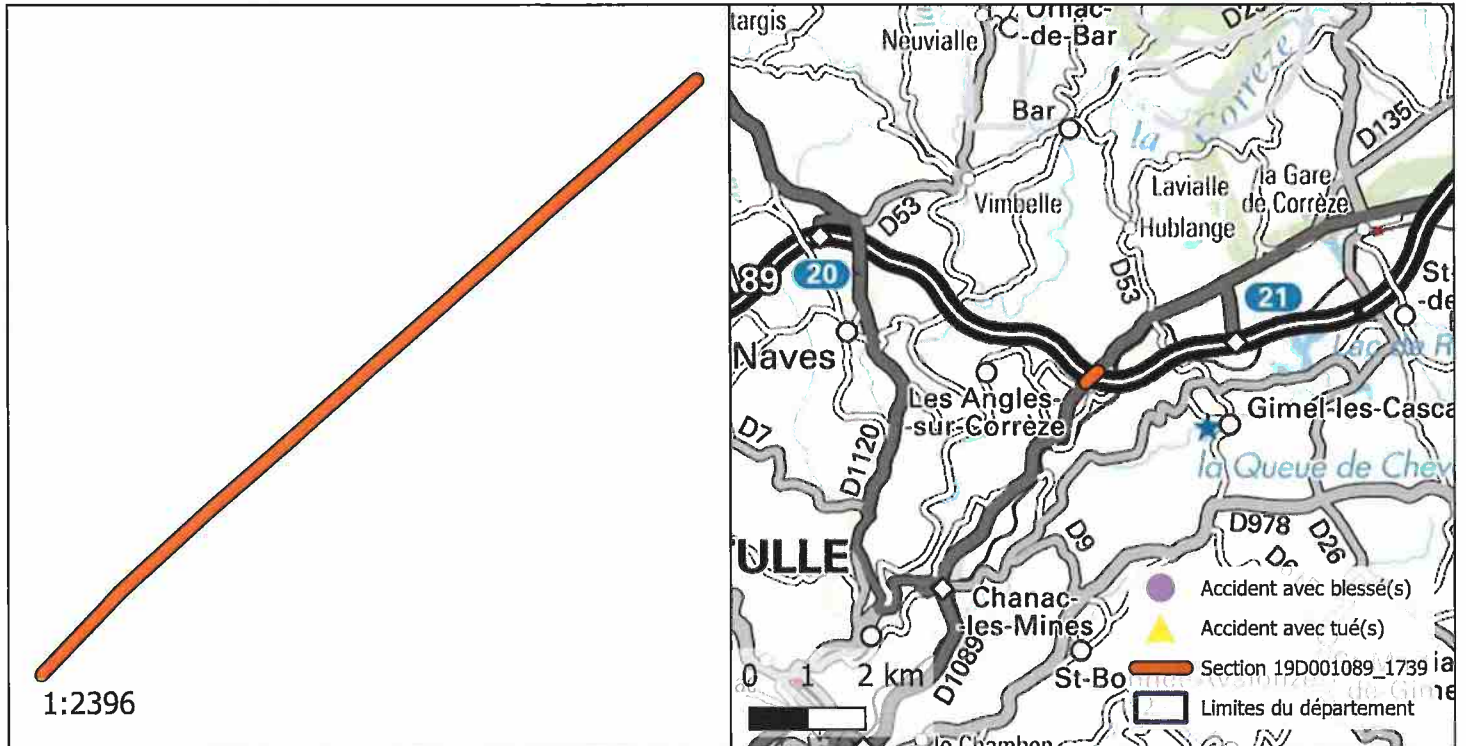 1:2396
targis
Neuvialle
-de-Bar
Corrèze
la
Bar
D135
Lavialle
la Gare
de Corrèze
Vimbelle
D53
Hublange
D53
20
21
89
Naves
Les Angles-
-sur-Corrèze
Gimel-les-Casca
la Queue de Chev
D7
D1120
D978
D26
D9
ULLE
Chanac-
-les-Mines
D1089
St-Bo
0 1 2 km
Accident avec blessé(s)
Accident avec tué(s)
Section 19D001089_1739
Limites du département